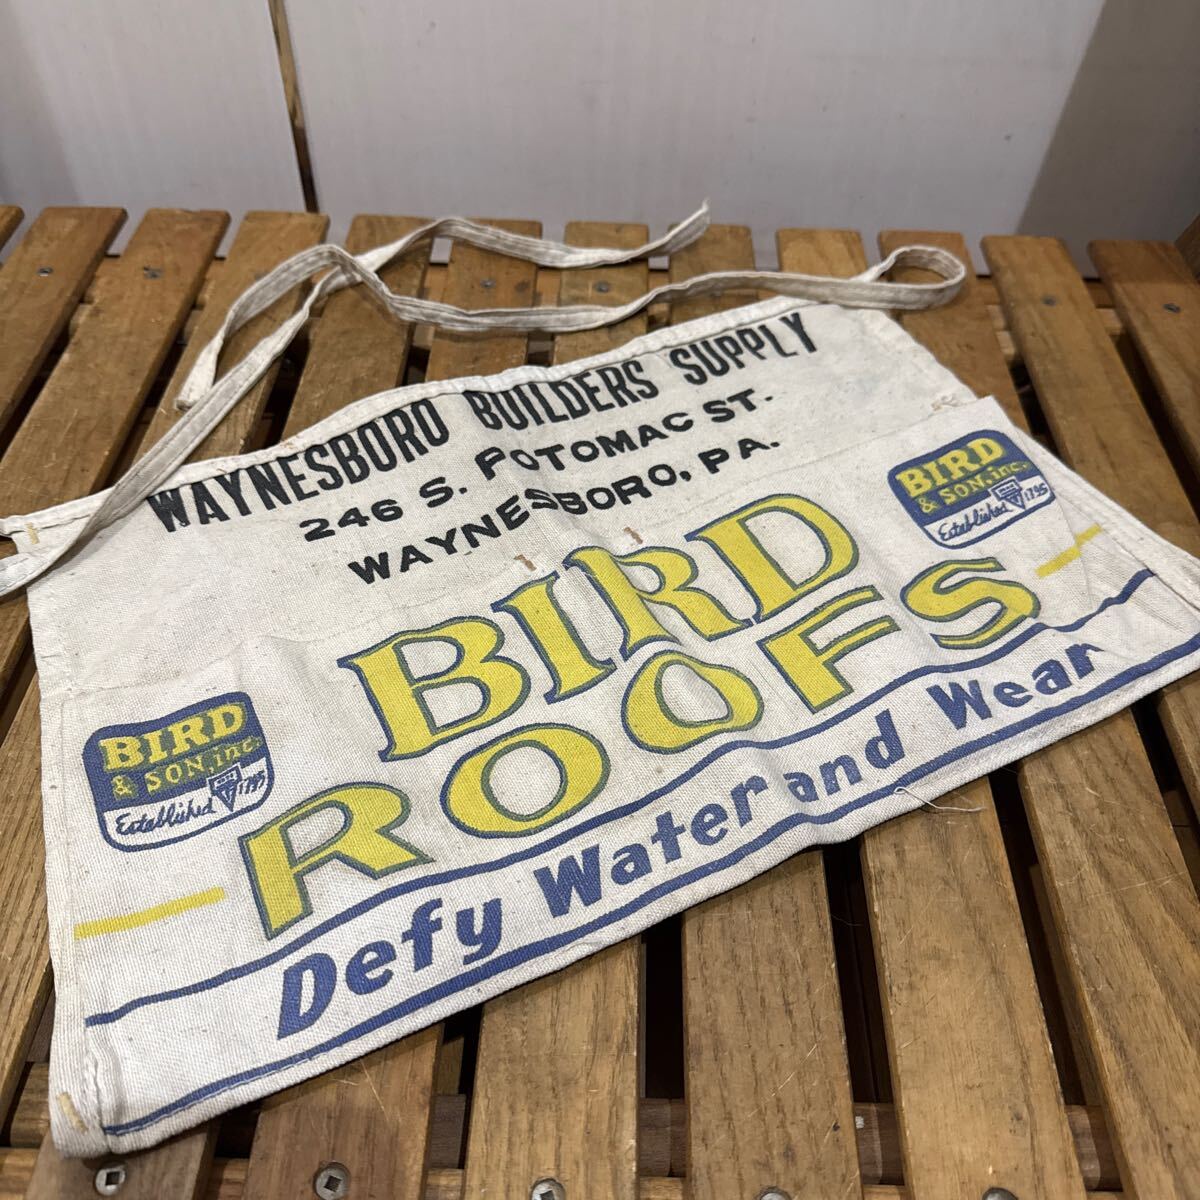 WAYNESBORO BUILDERS SUPPLY
246 S. POTOMAC ST.
WAYNESBORO, PA.
BIRD
& SON, inc.
Established 1795
BIRD
ROOFS
BIRD
& SON, inc.
Established 1795
Defy Water and Wear